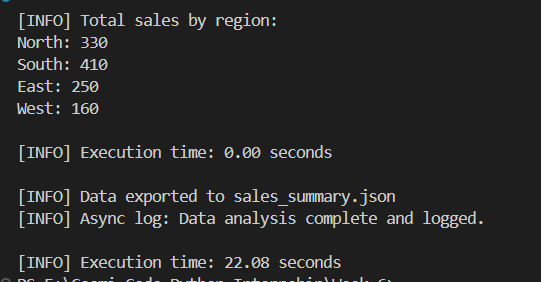 [INFO] Total sales by region:
North: 330
South: 410
East: 250
West: 160
[INFO] Execution time: 0.00 seconds
[INFO] Data exported to sales_summary.json
[INFO] Async log: Data analysis complete and logged.
[INFO] Execution time: 22.08 seconds